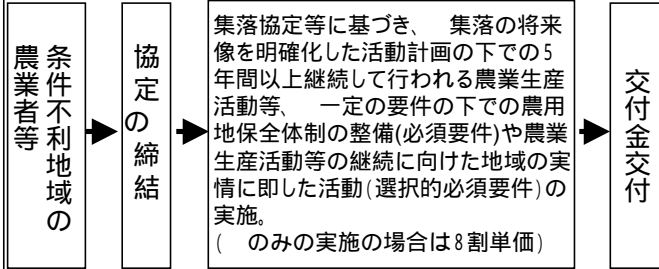 条件不利地域の
農業者等
協定の締結
集落協定等に基づき、 集落の将来
像を明確化した活動計画の下での5
年間以上継続して行われる農業生産
活動等、 一定の要件の下での農用
地保全体制の整備(必須要件)や農業
生産活動等の継続に向けた地域の実
情に即した活動(選択的必須要件)の
実施。
( のみの実施の場合は8割単価)
交付金交付